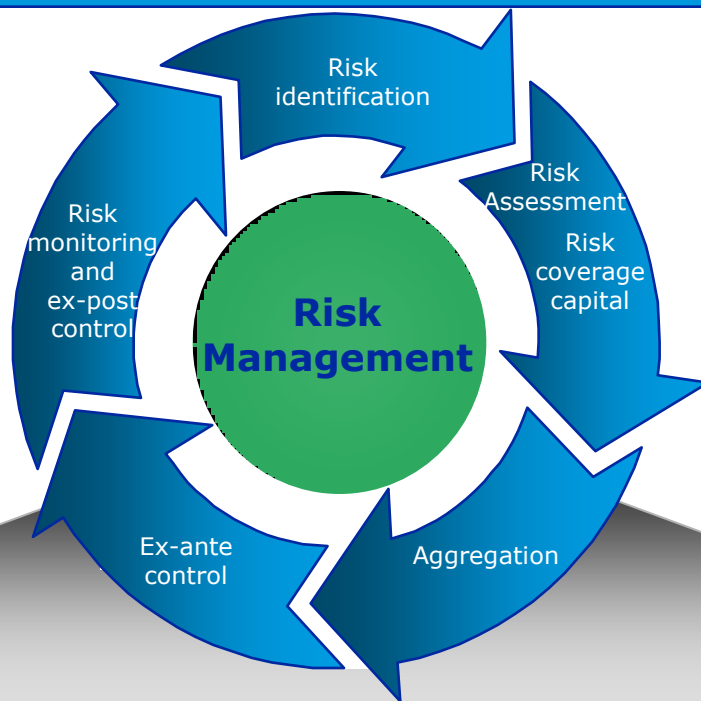 Risk
identification
Risk
Assessment
Risk
coverage
capital
Aggregation
Ex-ante
control
Risk
monitoring
and
ex-post
control
Risk
Management